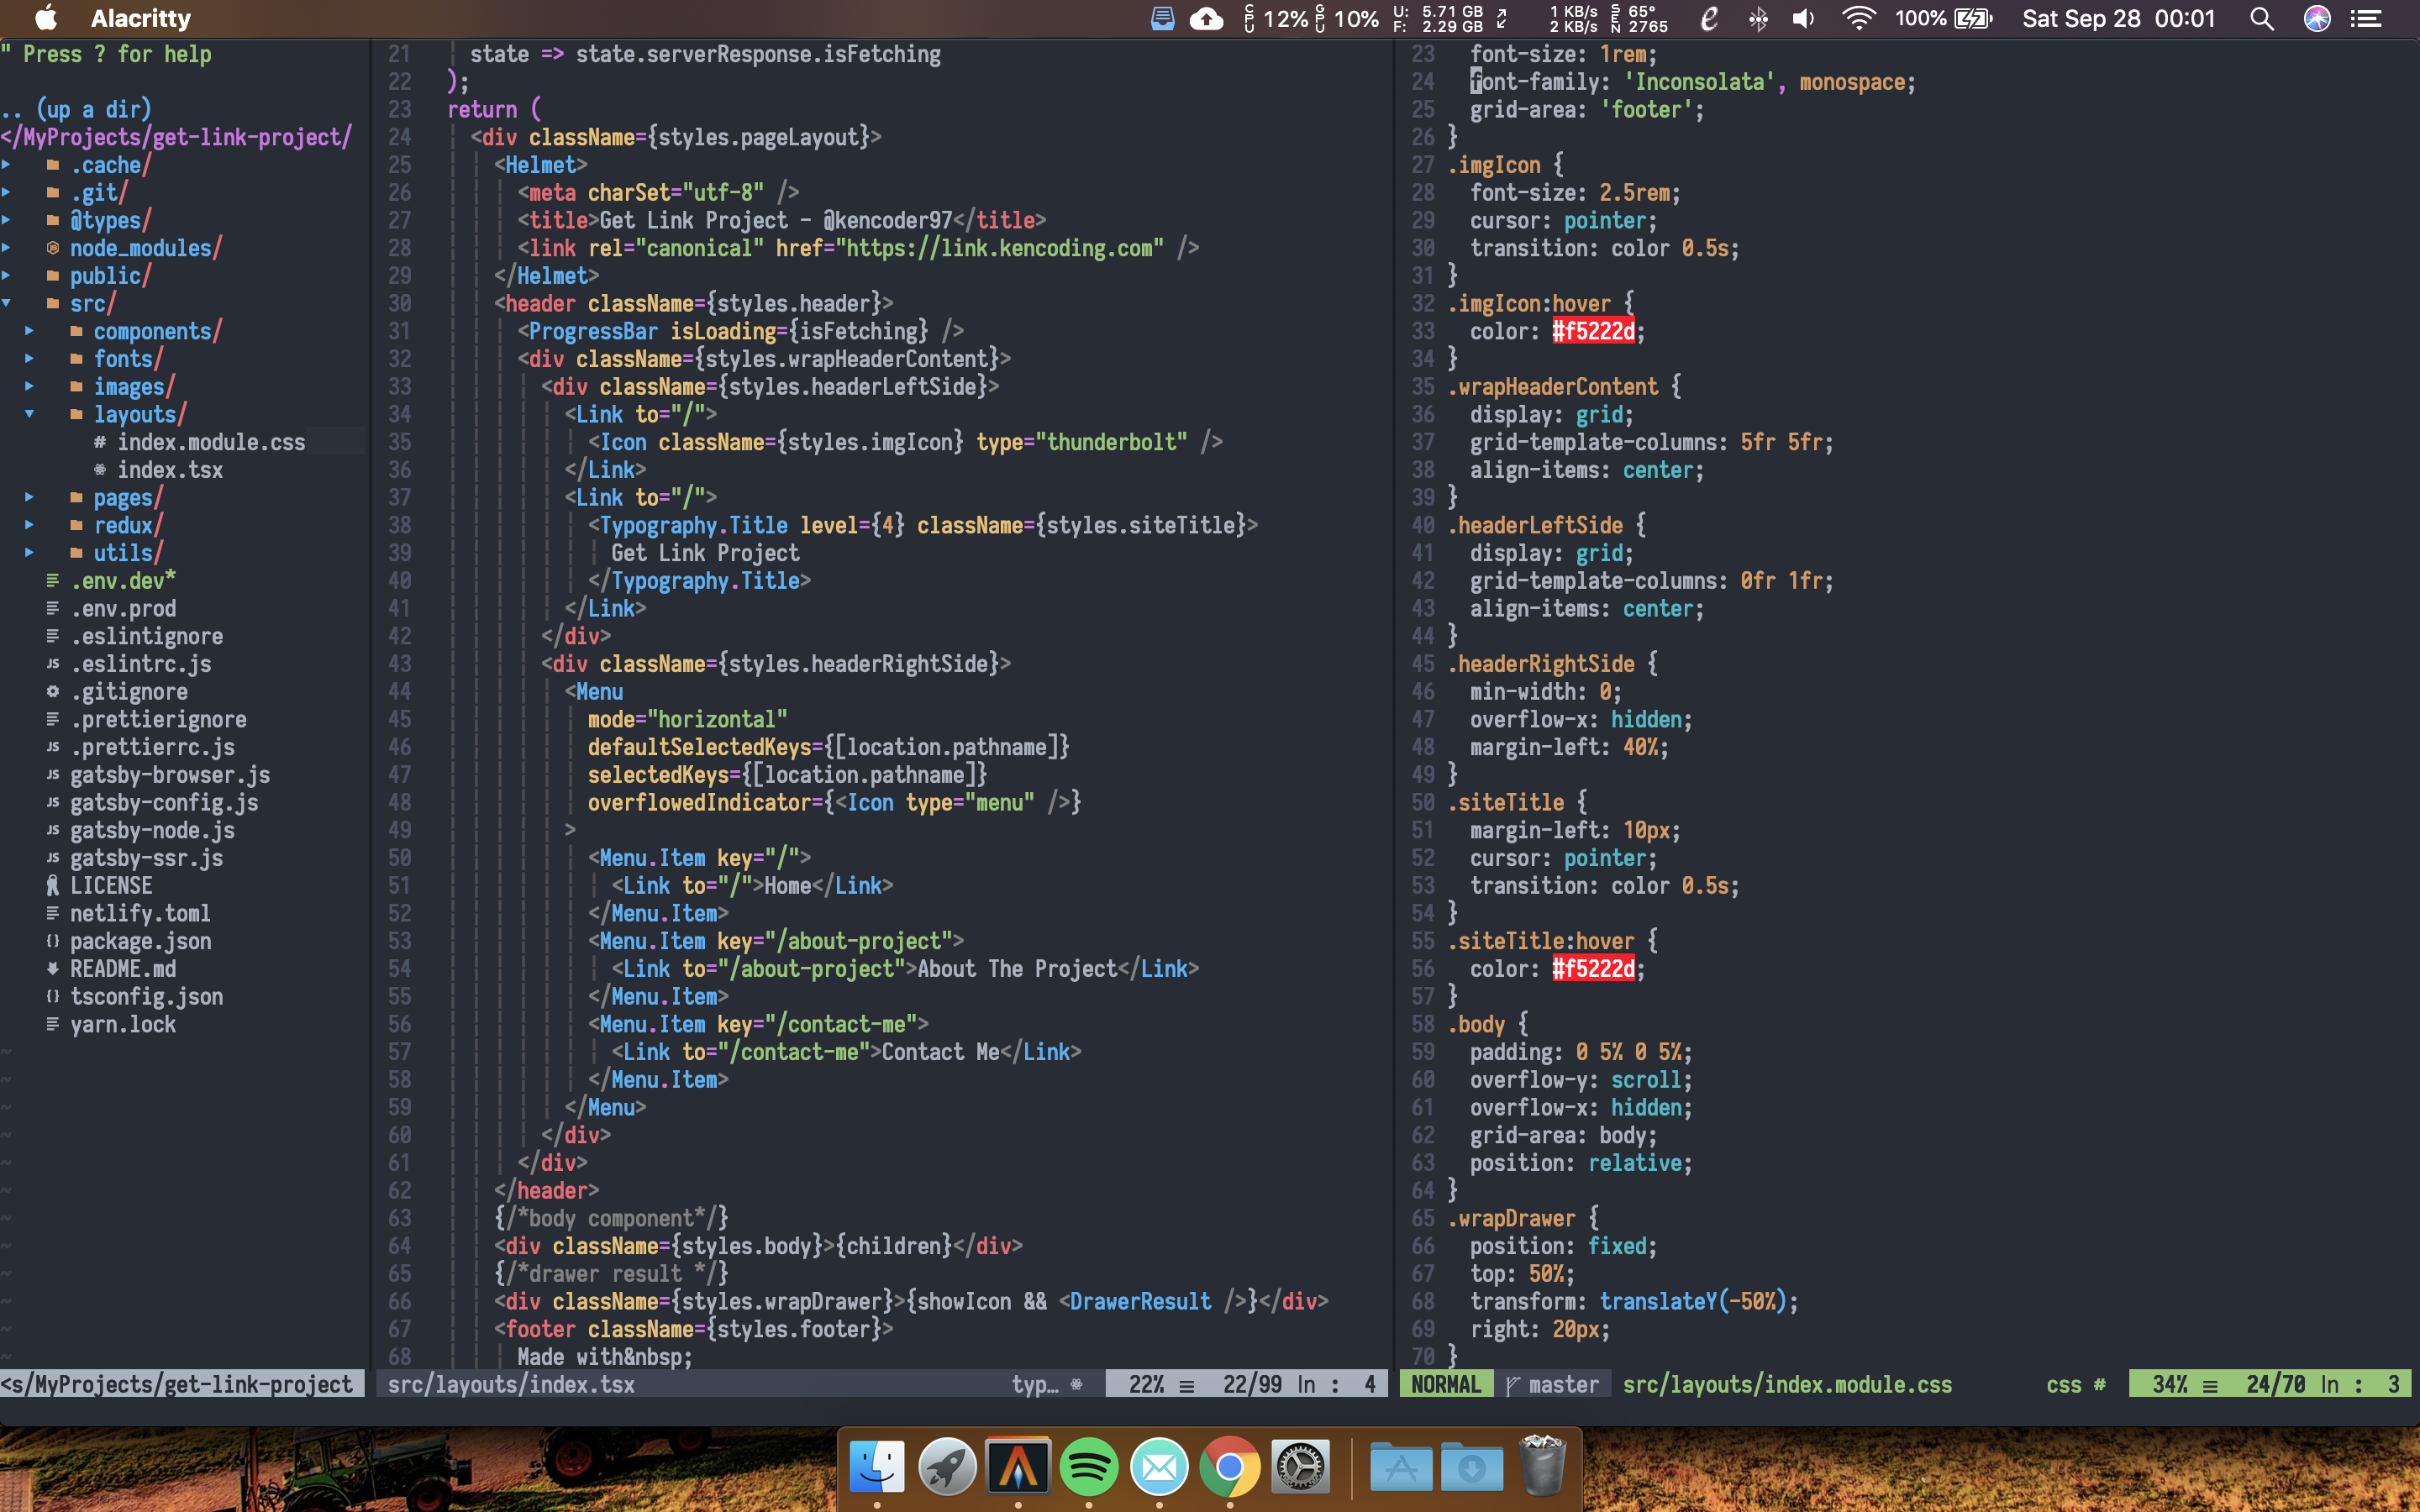 Alacritty
CPU 12% GPU 10% U: 5.71 GB F: 2.29 GB 1 KB/s 2 KB/s SEN 65° 2765 100% Sat Sep 28 00:01
" Press ? for help
.. (up a dir)
</MyProjects/get-link-project/
.cache/
.git/
@types/
node_modules/
public/
src/
components/
fonts/
images/
layouts/
# index.module.css
index.tsx
pages/
redux/
utils/
.env.dev*
.env.prod
.eslintignore
JS .eslintrc.js
.gitignore
.prettierignore
JS .prettierrc.js
JS gatsby-browser.js
JS gatsby-config.js
JS gatsby-node.js
JS gatsby-ssr.js
LICENSE
netlify.toml
{} package.json
README.md
{} tsconfig.json
yarn.lock
<s/MyProjects/get-link-project
21 state => state.serverResponse.isFetching
22 );
23 return (
24 <div className={styles.pageLayout}>
25 <Helmet>
26 <meta charSet="utf-8" />
27 <title>Get Link Project - @kencoder97</title>
28 <link rel="canonical" href="https://link.kencoding.com" />
29 </Helmet>
30 <header className={styles.header}>
31 <ProgressBar isLoading={isFetching} />
32 <div className={styles.wrapHeaderContent}>
33 <div className={styles.headerLeftSide}>
34 <Link to="/">
35 <Icon className={styles.imgIcon} type="thunderbolt" />
36 </Link>
37 <Link to="/">
38 <Typography.Title level={4} className={styles.siteTitle}>
39 Get Link Project
40 </Typography.Title>
41 </Link>
42 </div>
43 <div className={styles.headerRightSide}>
44 <Menu
45 mode="horizontal"
46 defaultSelectedKeys={[location.pathname]}
47 selectedKeys={[location.pathname]}
48 overflowedIndicator={<Icon type="menu" />}
49 >
50 <Menu.Item key="/">
51 <Link to="/">Home</Link>
52 </Menu.Item>
53 <Menu.Item key="/about-project">
54 <Link to="/about-project">About The Project</Link>
55 </Menu.Item>
56 <Menu.Item key="/contact-me">
57 <Link to="/contact-me">Contact Me</Link>
58 </Menu.Item>
59 </Menu>
60 </div>
61 </div>
62 </header>
63 {/*body component*/}
64 <div className={styles.body}>{children}</div>
65 {/*drawer result */}
66 <div className={styles.wrapDrawer}>{showIcon && <DrawerResult />}</div>
67 <footer className={styles.footer}>
68 Made with&nbsp;
src/layouts/index.tsx typ… 22% ≡ 22/99 ln : 4
23 font-size: 1rem;
24 font-family: 'Inconsolata', monospace;
25 grid-area: 'footer';
26 }
27 .imgIcon {
28 font-size: 2.5rem;
29 cursor: pointer;
30 transition: color 0.5s;
31 }
32 .imgIcon:hover {
33 color: #f5222d;
34 }
35 .wrapHeaderContent {
36 display: grid;
37 grid-template-columns: 5fr 5fr;
38 align-items: center;
39 }
40 .headerLeftSide {
41 display: grid;
42 grid-template-columns: 0fr 1fr;
43 align-items: center;
44 }
45 .headerRightSide {
46 min-width: 0;
47 overflow-x: hidden;
48 margin-left: 40%;
49 }
50 .siteTitle {
51 margin-left: 10px;
52 cursor: pointer;
53 transition: color 0.5s;
54 }
55 .siteTitle:hover {
56 color: #f5222d;
57 }
58 .body {
59 padding: 0 5% 0 5%;
60 overflow-y: scroll;
61 overflow-x: hidden;
62 grid-area: body;
63 position: relative;
64 }
65 .wrapDrawer {
66 position: fixed;
67 top: 50%;
68 transform: translateY(-50%);
69 right: 20px;
70 }
NORMAL master src/layouts/index.module.css css # 34% ≡ 24/70 ln : 3